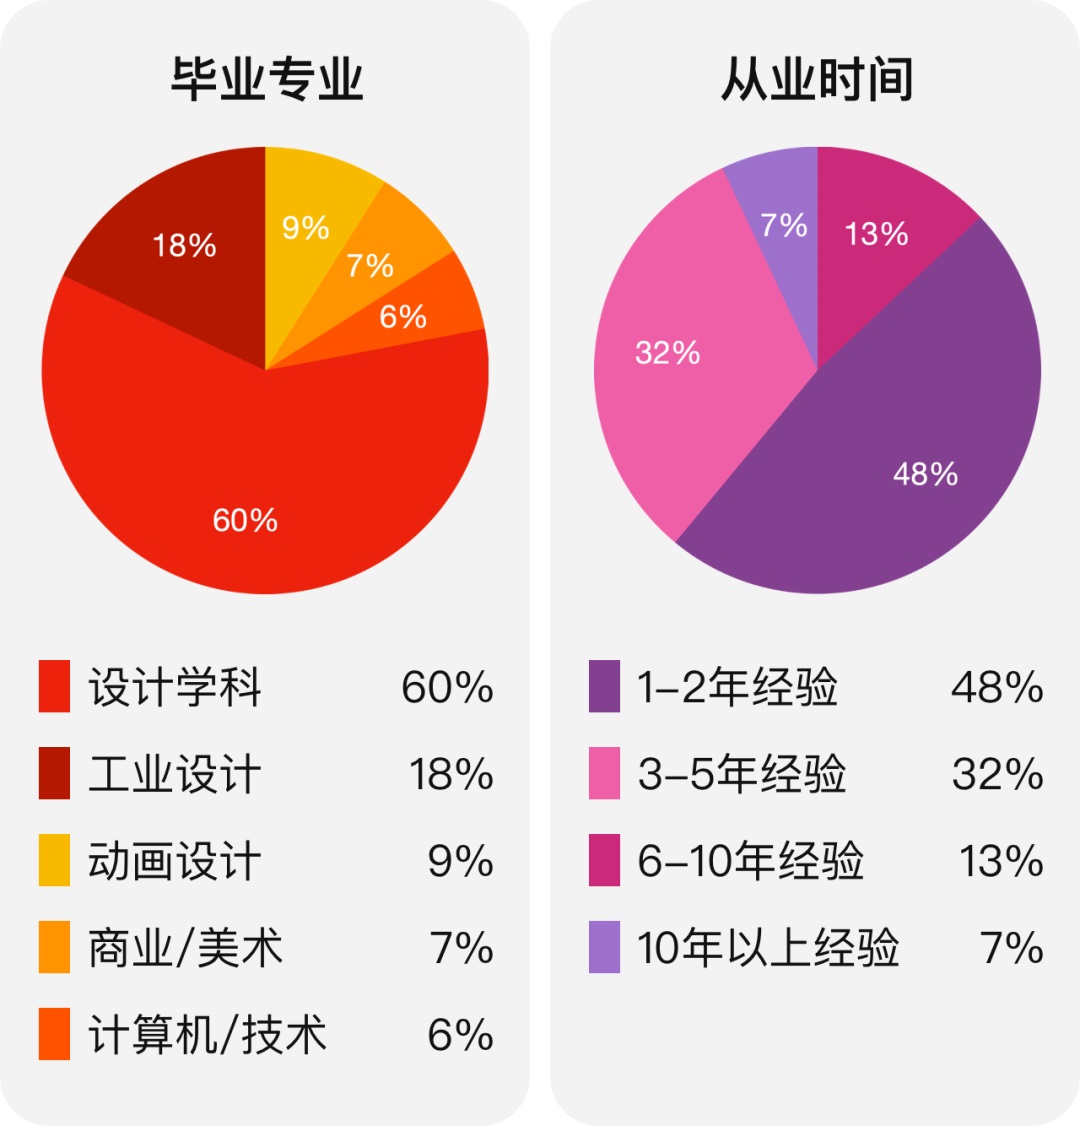 毕业专业
18%
9%
7%
6%
60%
设计学科 60%
工业设计 18%
动画设计 9%
商业/美术 7%
计算机/技术 6%
从业时间
7%
13%
32%
48%
1–2年经验 48%
3–5年经验 32%
6–10年经验 13%
10年以上经验 7%